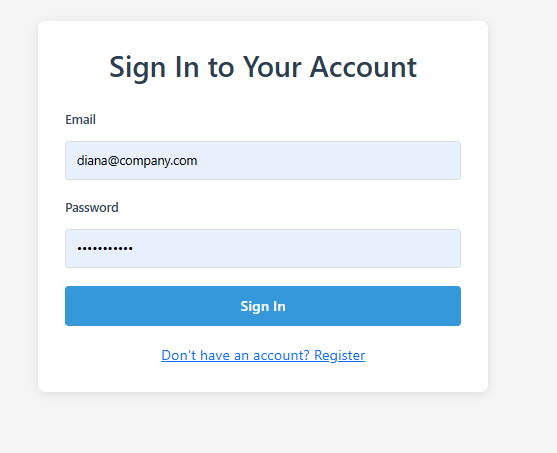 Sign In to Your Account
Email
diana@company.com
Password
•••••••••••
Sign In
Don't have an account? Register